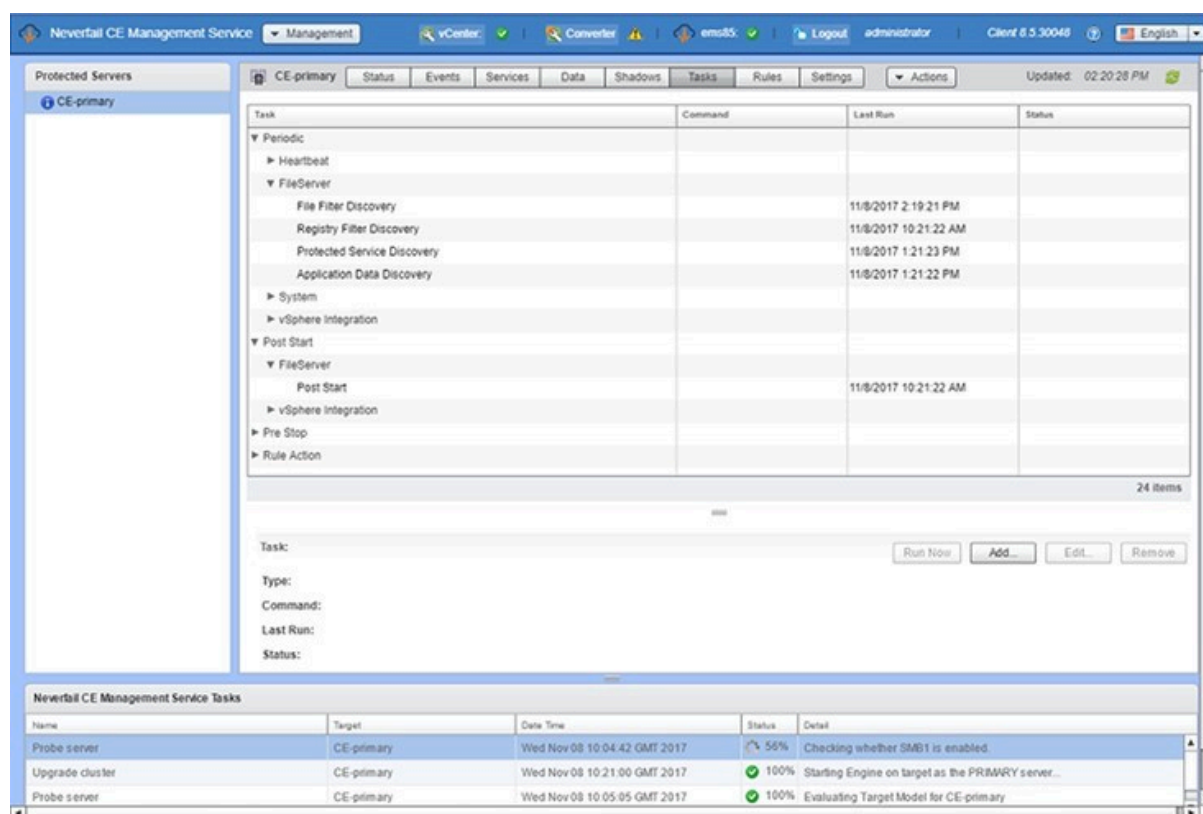 Neverfail CE Management Service Management vCenter: Converter ems85: Logout administrator Client 8.5.30048 English
Protected Servers
CE-primary
CE-primary Status Events Services Data Shadows Tasks Rules Settings Actions Updated: 02:20:28 PM
Task Command Last Run Status
Periodic
Heartbeat
FileServer
File Filter Discovery 11/8/2017 2:19:21 PM
Registry Filter Discovery 11/8/2017 10:21:22 AM
Protected Service Discovery 11/8/2017 1:21:23 PM
Application Data Discovery 11/8/2017 1:21:22 PM
System
vSphere Integration
Post Start
FileServer
Post Start 11/8/2017 10:21:22 AM
vSphere Integration
Pre Stop
Rule Action
24 items
Task: Run Now Add... Edit... Remove
Type:
Command:
Last Run:
Status:
Neverfail CE Management Service Tasks
Name Target Date Time Status Detail
Probe server CE-primary Wed Nov 08 10:04:42 GMT 2017 56% Checking whether SMB1 is enabled.
Upgrade cluster CE-primary Wed Nov 08 10:21:00 GMT 2017 100% Starting Engine on target as the PRIMARY server...
Probe server CE-primary Wed Nov 08 10:05:05 GMT 2017 100% Evaluating Target Model for CE-primary